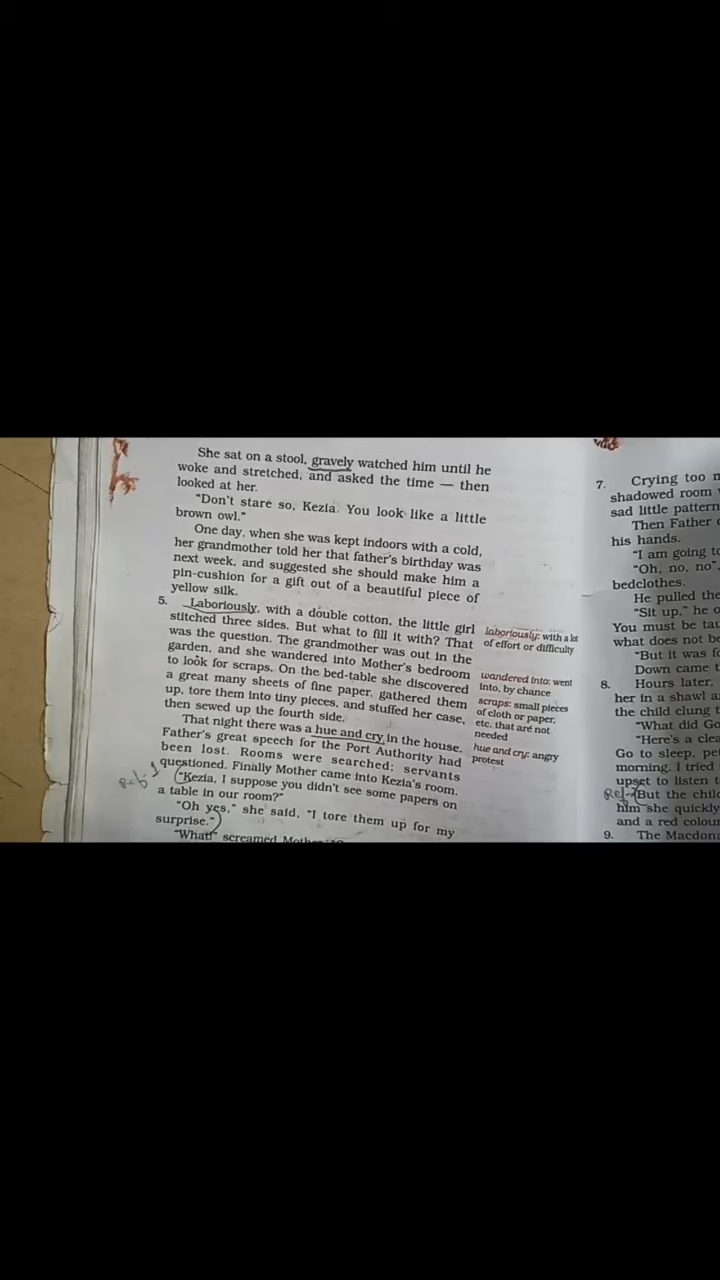 She sat on a stool, gravely watched him until he
woke and stretched, and asked the time — then
looked at her.
"Don't stare so, Kezia. You look like a little
brown owl."
One day, when she was kept indoors with a cold,
her grandmother told her that father's birthday was
next week, and suggested she should make him a
pin-cushion for a gift out of a beautiful piece of
yellow silk.
5. Laboriously, with a double cotton, the little girl
stitched three sides. But what to fill it with? That
was the question. The grandmother was out in the
garden, and she wandered into Mother's bedroom
to look for scraps. On the bed-table she discovered
a great many sheets of fine paper, gathered them
up, tore them into tiny pieces, and stuffed her case,
then sewed up the fourth side.
That night there was a hue and cry in the house.
Father's great speech for the Port Authority had
been lost. Rooms were searched; servants
questioned. Finally Mother came into Kezia's room.
"Kezia, I suppose you didn't see some papers on
a table in our room?"
"Oh yes," she said, "I tore them up for my
surprise."
"What!" screamed
laboriously: with a lot
of effort or difficulty
wandered into: went
into, by chance
scraps: small pieces
of cloth or paper,
etc. that are not
needed
hue and cry: angry
protest
Ref-1
7. Crying too
shadowed room
sad little pattern
Then Father
his hands.
"I am going
"Oh, no, no".
bedclothes.
He pulled the
"Sit up," he
You must be
what does not
"But it was
Down came
8. Hours later,
her in a shawl
the child clung
"What did
"Here's a
Go to sleep,
morning. I tried
upset to listen
Ref- But the
him she quickly
and a red
9. The